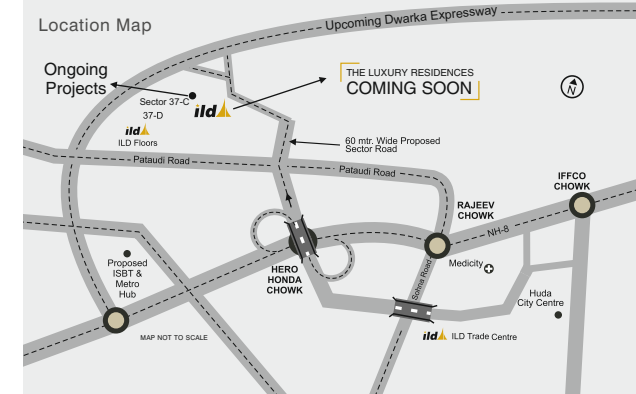 Location Map
Upcoming Dwarka Expressway
Ongoing
Projects
THE LUXURY RESIDENCES
COMING SOON
N
Sector 37-C
37-D
ild
ild
ILD Floors
60 mtr. Wide Proposed
Sector Road
Pataudi Road
Pataudi Road
IFFCO
CHOWK
RAJEEV
CHOWK
NH-8
Proposed
ISBT &
Metro
Hub
HERO
HONDA
CHOWK
Medicity
Sohna Road
Huda
City Centre
MAP NOT TO SCALE
ild ILD Trade Centre